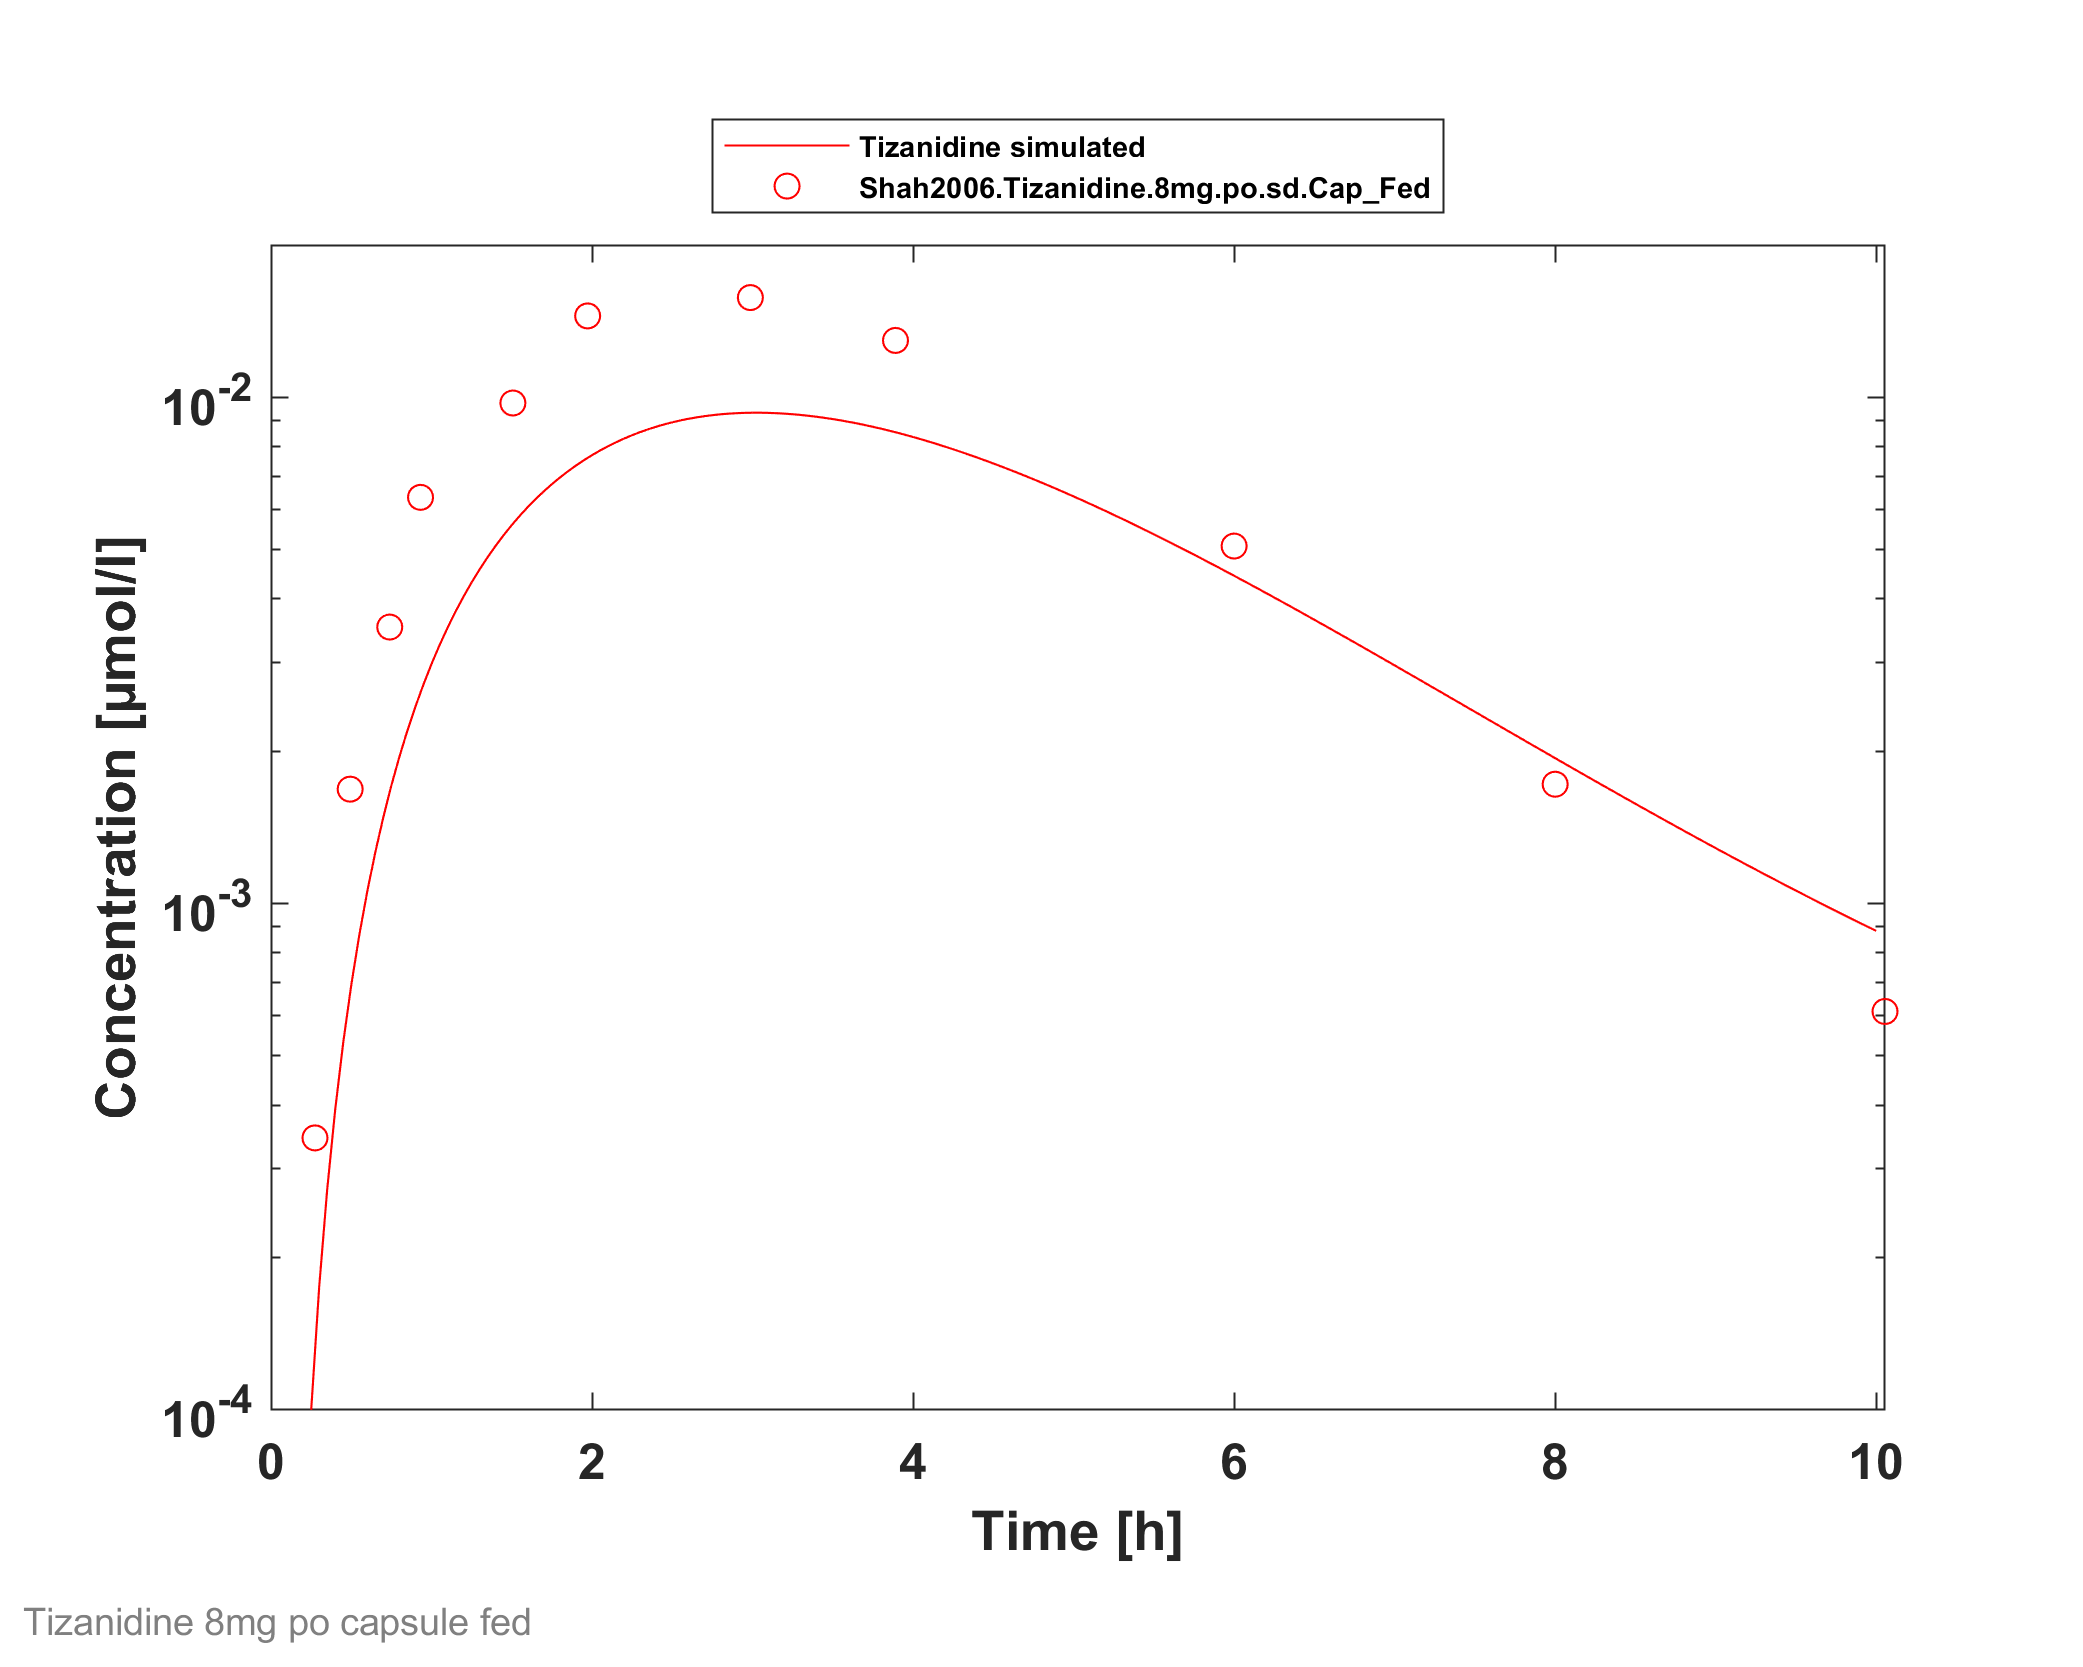 Tizanidine simulated
Shah2006.Tizanidine.8mg.po.sd.Cap_Fed
Concentration [µmol/l]
10-2
10-3
10-4
0 2 4 6 8 10
Time [h]
Tizanidine 8mg po capsule fed